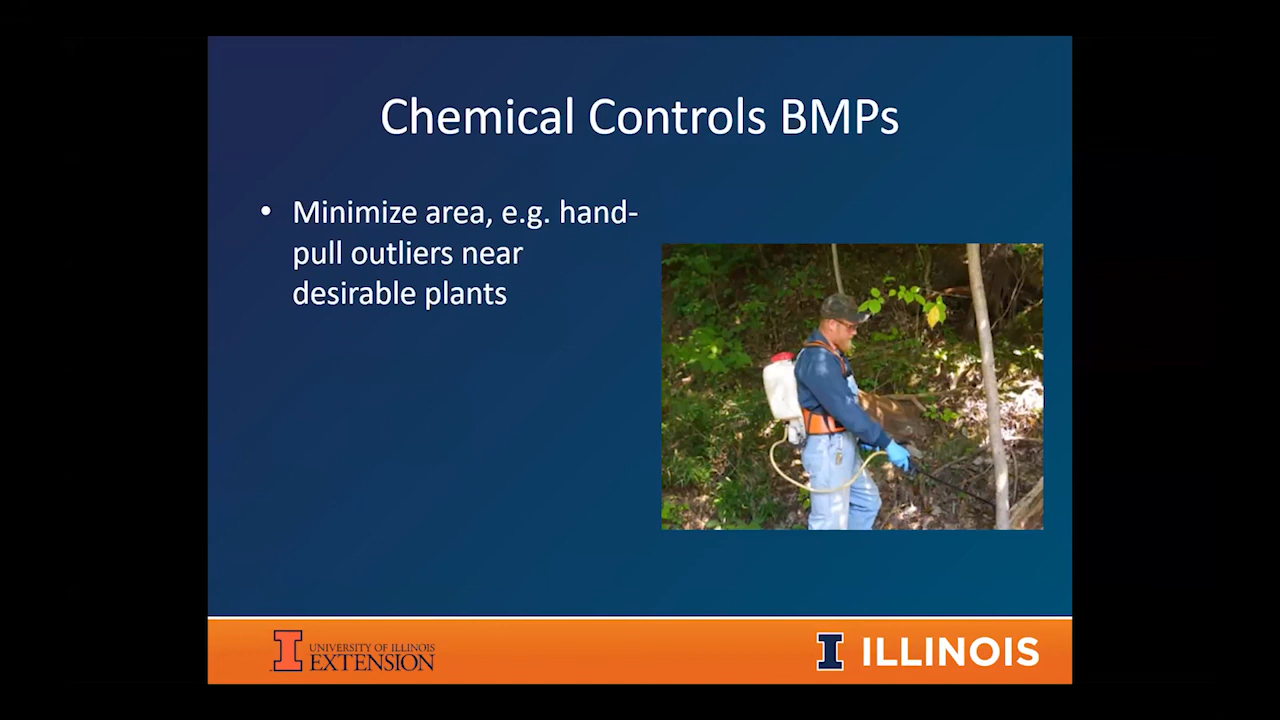 Chemical Controls BMPs
• Minimize area, e.g. hand-
pull outliers near
desirable plants
UNIVERSITY OF ILLINOIS
EXTENSION
ILLINOIS